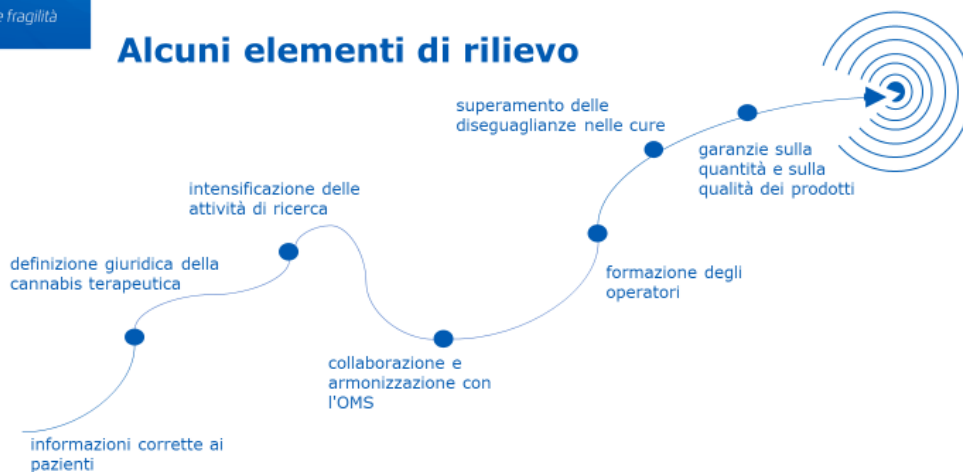 e fragilità
Alcuni elementi di rilievo
superamento delle
diseguaglianze nelle cure
garanzie sulla
quantità e sulla
qualità dei prodotti
intensificazione delle
attività di ricerca
definizione giuridica della
cannabis terapeutica
formazione degli
operatori
collaborazione e
armonizzazione con
l'OMS
informazioni corrette ai
pazienti